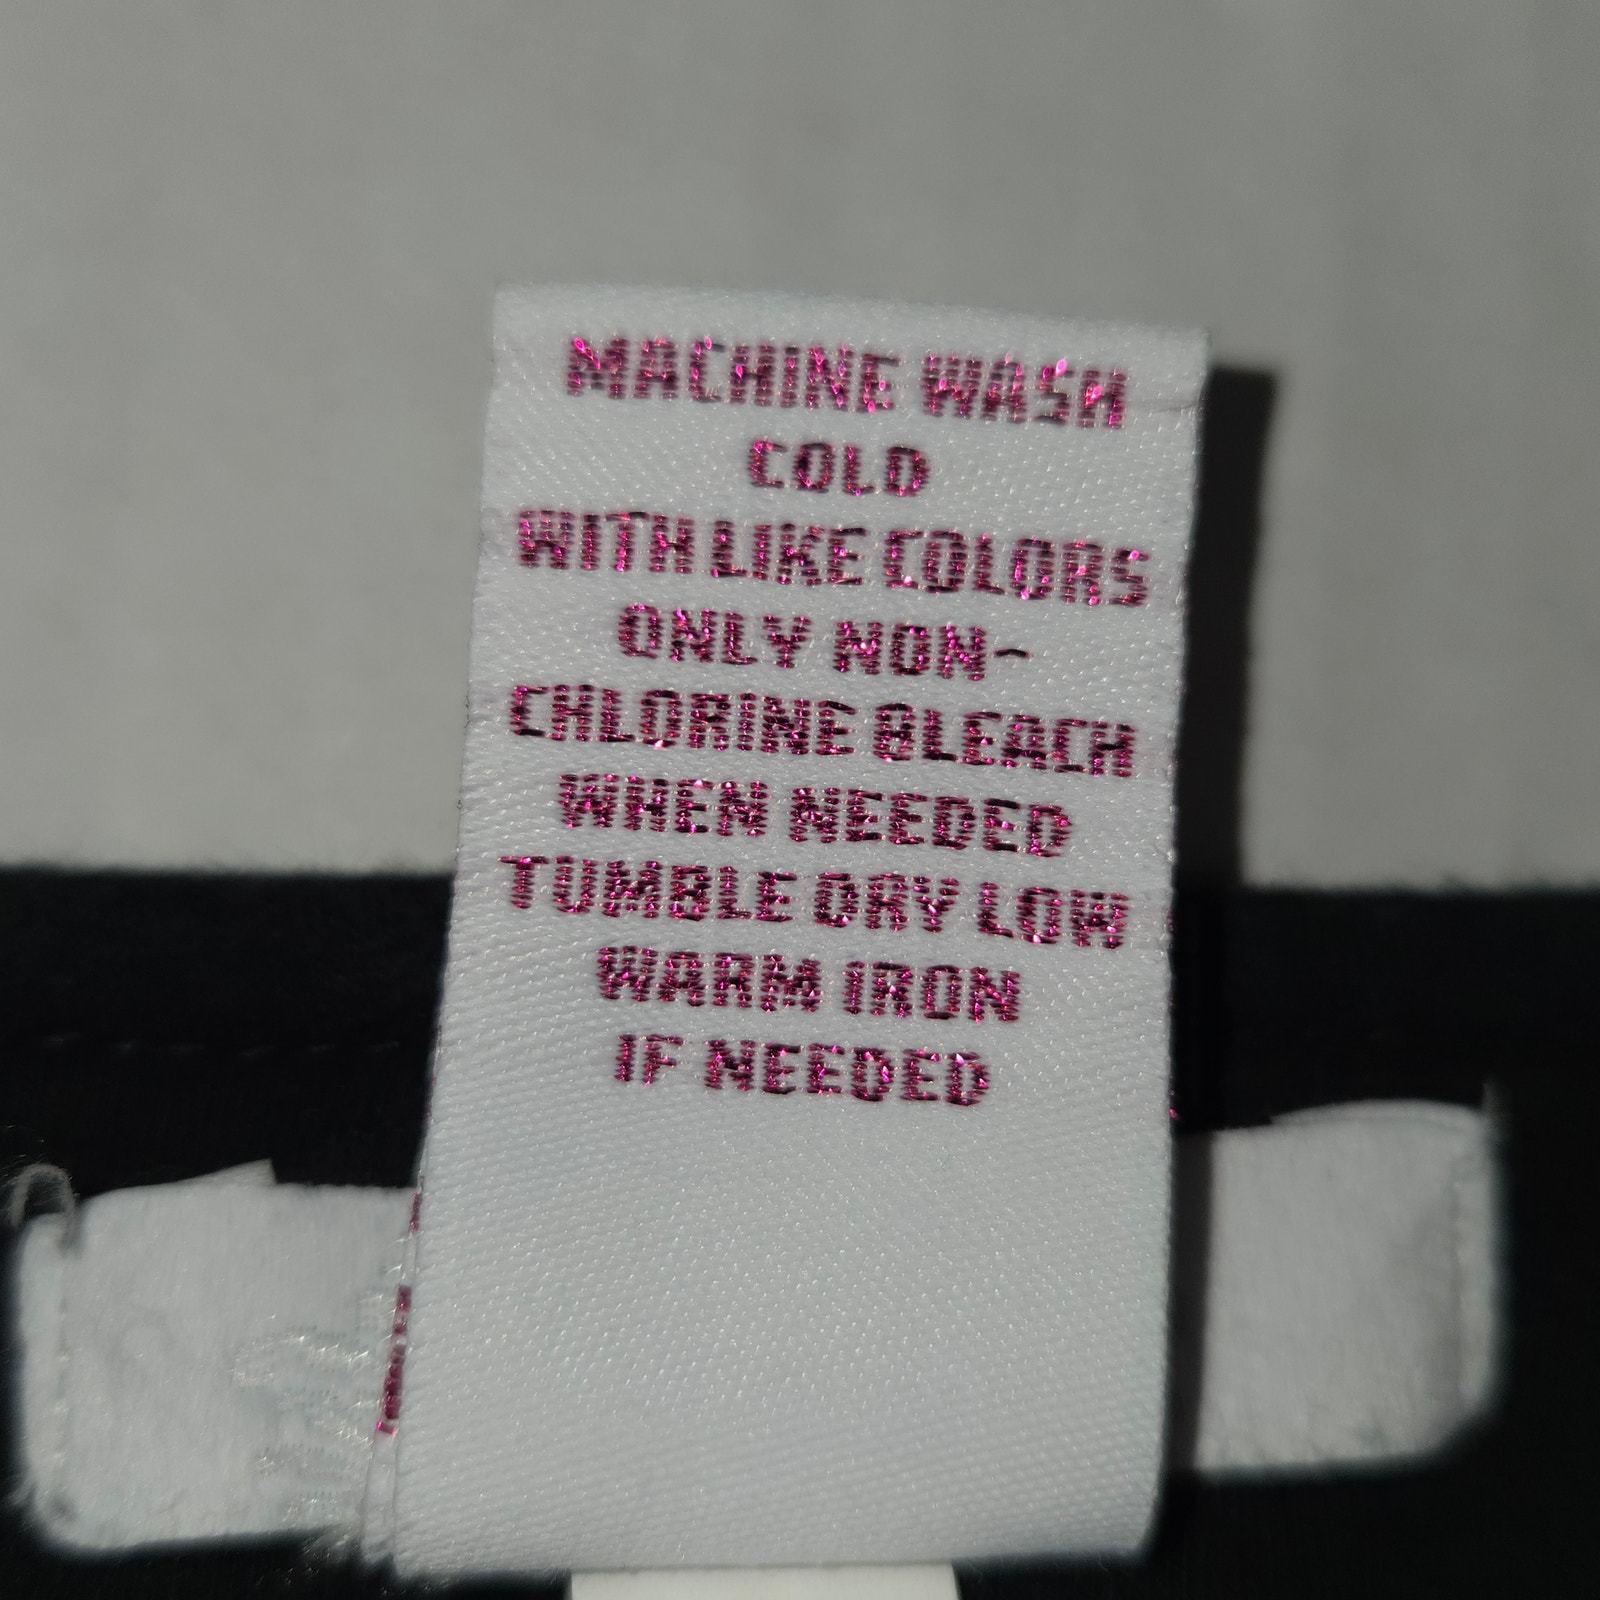 MACHINE WASH
COLD
WITH LIKE COLORS
ONLY NON-
CHLORINE BLEACH
WHEN NEEDED
TUMBLE DRY LOW
WARM IRON
IF NEEDED